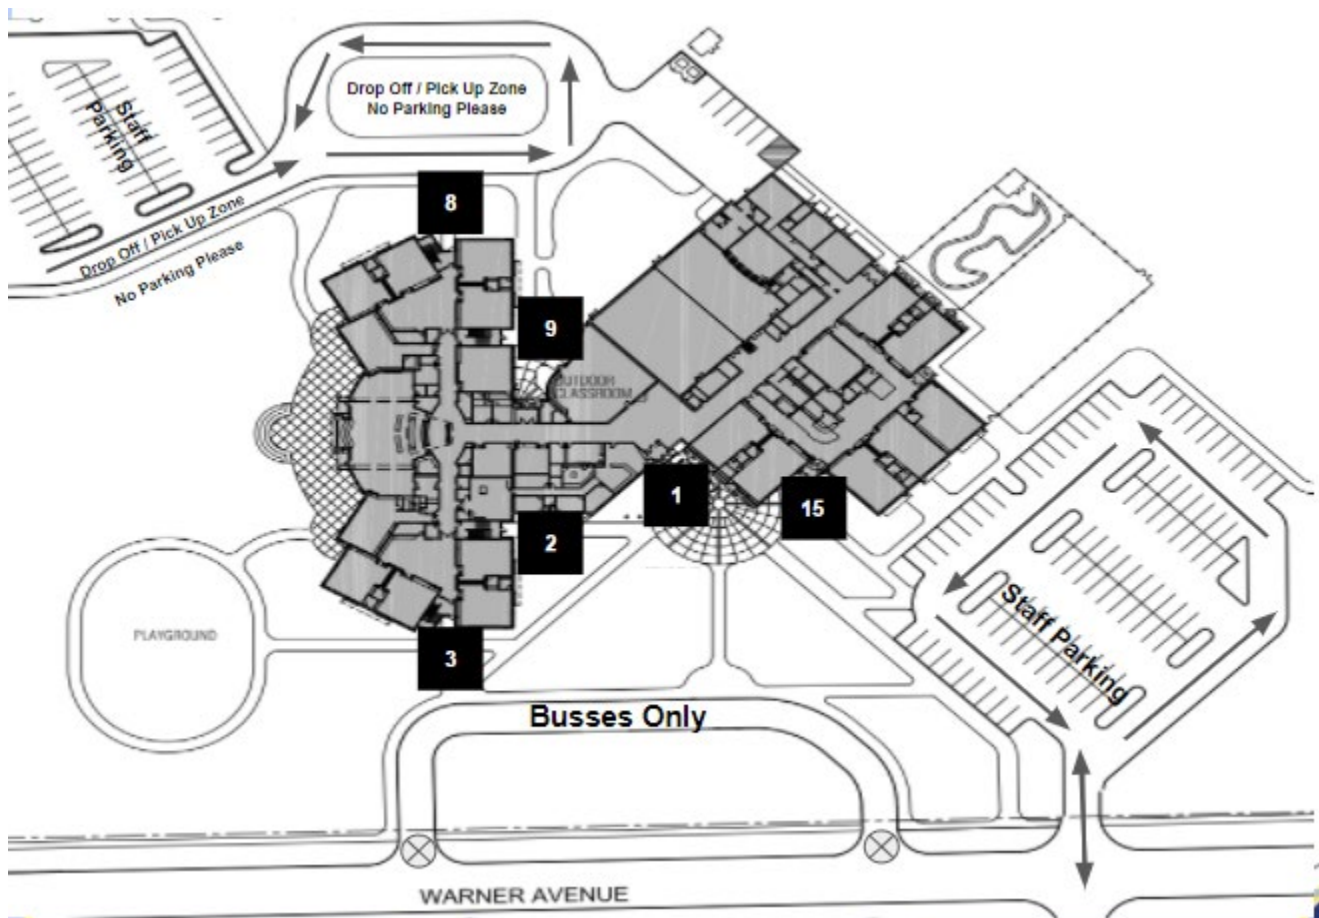 Drop Off / Pick Up Zone
No Parking Please
Staff
Parking
Drop Off / Pick Up Zone
No Parking Please
8
9
OUTDOOR
CLASSROOM
1
15
2
3
PLAYGROUND
Staff Parking
Busses Only
WARNER AVENUE